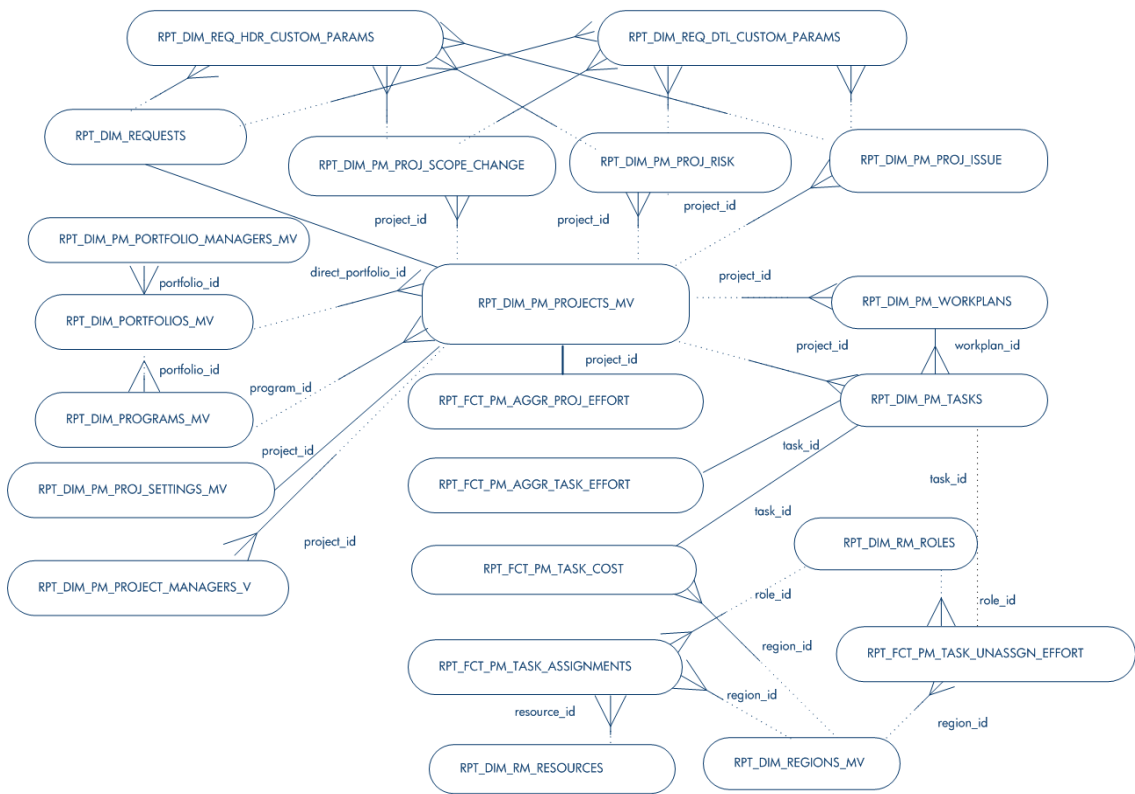 RPT_DIM_REQ_HDR_CUSTOM_PARAMS
RPT_DIM_REQ_DTL_CUSTOM_PARAMS
RPT_DIM_REQUESTS
RPT_DIM_PM_PROJ_SCOPE_CHANGE
RPT_DIM_PM_PROJ_RISK
RPT_DIM_PM_PROJ_ISSUE
project_id
project_id
project_id
RPT_DIM_PM_PORTFOLIO_MANAGERS_MV
direct_portfolio_id
project_id
portfolio_id
RPT_DIM_PM_PROJECTS_MV
RPT_DIM_PM_WORKPLANS
RPT_DIM_PORTFOLIOS_MV
project_id
workplan_id
project_id
portfolio_id
program_id
RPT_FCT_PM_AGGR_PROJ_EFFORT
RPT_DIM_PM_TASKS
RPT_DIM_PROGRAMS_MV
project_id
task_id
task_id
RPT_DIM_PM_PROJ_SETTINGS_MV
RPT_FCT_PM_AGGR_TASK_EFFORT
task_id
project_id
RPT_DIM_RM_ROLES
RPT_FCT_PM_TASK_COST
RPT_DIM_PM_PROJECT_MANAGERS_V
role_id
role_id
region_id
RPT_FCT_PM_TASK_UNASSGN_EFFORT
RPT_FCT_PM_TASK_ASSIGNMENTS
region_id
resource_id
region_id
RPT_DIM_REGIONS_MV
RPT_DIM_RM_RESOURCES